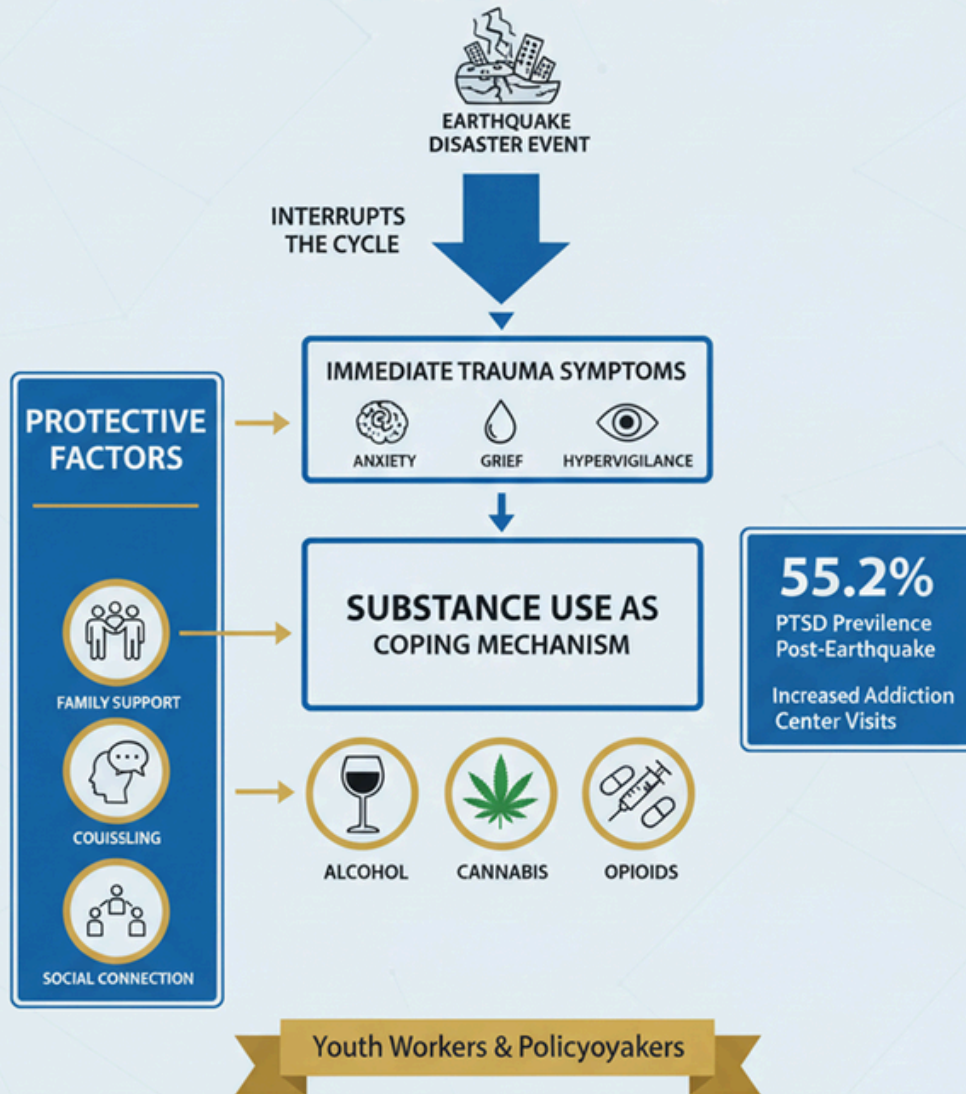 EARTHQUAKE
DISASTER EVENT
INTERRUPTS
THE CYCLE
IMMEDIATE TRAUMA SYMPTOMS
ANXIETY
GRIEF
HYPERVIGILANCE
PROTECTIVE
FACTORS
FAMILY SUPPORT
COUISSLING
SOCIAL CONNECTION
SUBSTANCE USE AS
COPING MECHANISM
ALCOHOL
CANNABIS
OPIOIDS
55.2%
PTSD Previlence
Post-Earthquake
Increased Addiction
Center Visits
Youth Workers & Policyoyakers